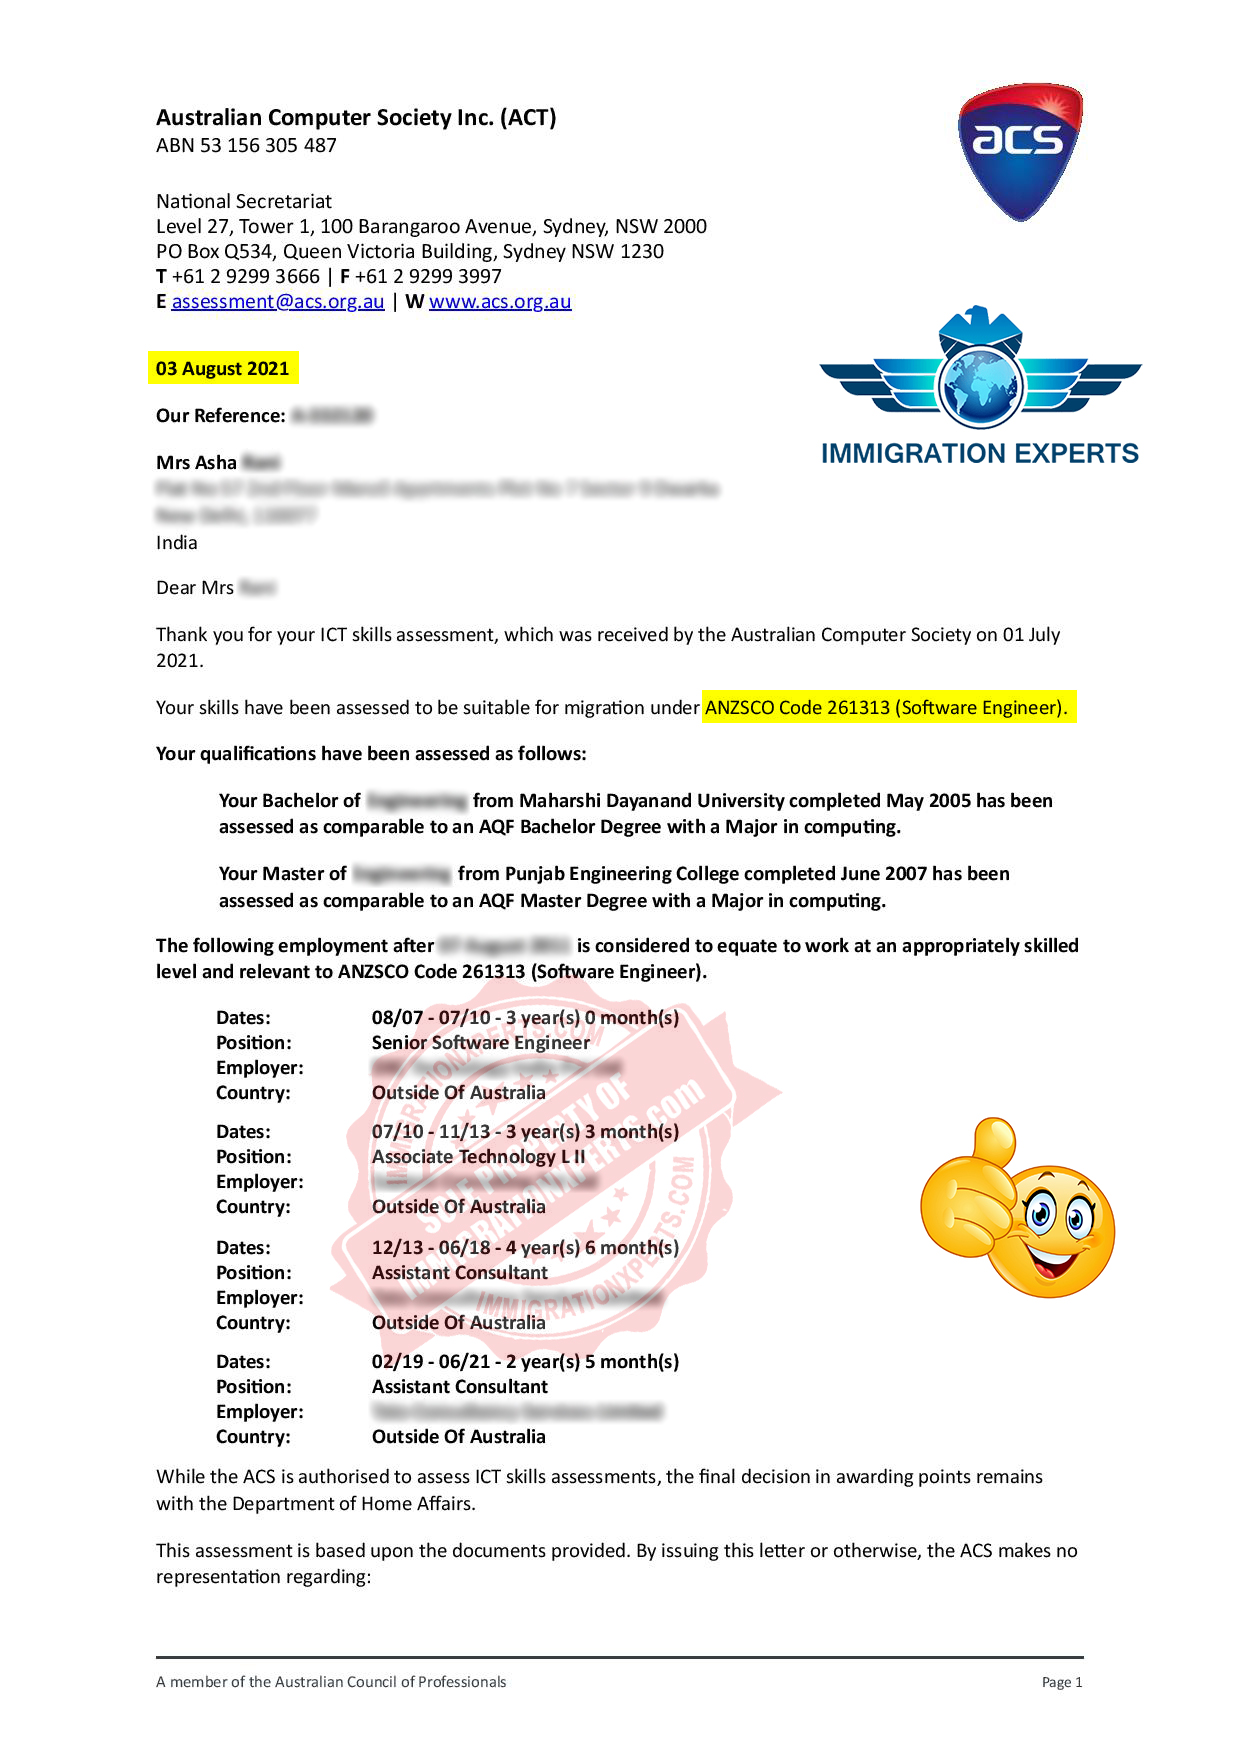 Australian Computer Society Inc. (ACT)
ABN 53 156 305 487
acs
National Secretariat
Level 27, Tower 1, 100 Barangaroo Avenue, Sydney, NSW 2000
PO Box Q534, Queen Victoria Building, Sydney NSW 1230
T +61 2 9299 3666 | F +61 2 9299 3997
E assessment@acs.org.au | W www.acs.org.au
IMMIGRATION EXPERTS
03 August 2021
Our Reference:
Mrs Asha
India
Dear Mrs
Thank you for your ICT skills assessment, which was received by the Australian Computer Society on 01 July
2021.
Your skills have been assessed to be suitable for migration under ANZSCO Code 261313 (Software Engineer).
Your qualifications have been assessed as follows:
Your Bachelor of from Maharshi Dayanand University completed May 2005 has been
assessed as comparable to an AQF Bachelor Degree with a Major in computing.
Your Master of from Punjab Engineering College completed June 2007 has been
assessed as comparable to an AQF Master Degree with a Major in computing.
The following employment after is considered to equate to work at an appropriately skilled
level and relevant to ANZSCO Code 261313 (Software Engineer).
Dates: 08/07 - 07/10 - 3 year(s) 0 month(s)
Position: Senior Software Engineer
Employer:
Country: Outside Of Australia
Dates: 07/10 - 11/13 - 3 year(s) 3 month(s)
Position: Associate Technology L II
Employer:
Country: Outside Of Australia
Dates: 12/13 - 06/18 - 4 year(s) 6 month(s)
Position: Assistant Consultant
Employer:
Country: Outside Of Australia
Dates: 02/19 - 06/21 - 2 year(s) 5 month(s)
Position: Assistant Consultant
Employer:
Country: Outside Of Australia
IMMIGRATIONXPERTS.COM
SOLE PROPERTY OF
IMMIGRATIONXPERTS.com
IMMIGRATIONXPERTS.COM
While the ACS is authorised to assess ICT skills assessments, the final decision in awarding points remains
with the Department of Home Affairs.
This assessment is based upon the documents provided. By issuing this letter or otherwise, the ACS makes no
representation regarding:
A member of the Australian Council of Professionals
Page 1